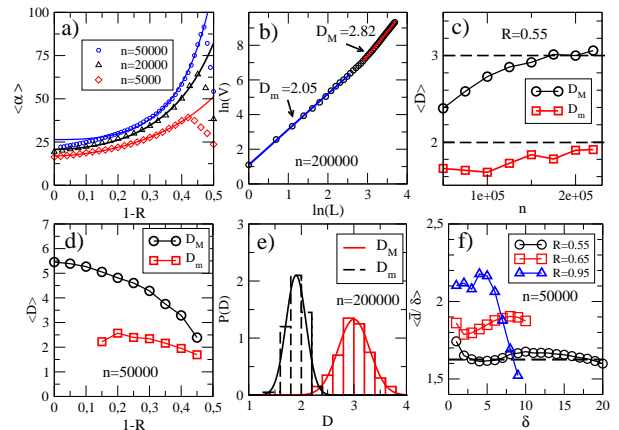 a)
n=50000
n=20000
n=5000
100
75
50
25
0
<α>
0 0,1 0,2 0,3 0,4 0,5
1-R
b)
D_M=2.82
D_m=2.05
n=200000
10
8
6
4
2
0
ln(V)
0 1 2 3 4
ln(L)
c)
R=0.55
D_M
D_m
3
2
<D>
1e+05 2e+05
n
d)
D_M
D_m
n=50000
7
6
5
4
3
2
1
0
<D>
0 0,1 0,2 0,3 0,4 0,5
1-R
e)
D_M
D_m
n=200000
3
2
1
0
P(D)
1 2 3 4
D
f)
R=0.55
R=0.65
R=0.95
n=50000
2,5
2,1
1,7
<d/ δ>
0 5 10 15 20
δ